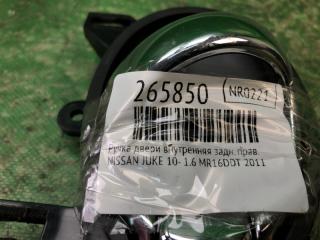 265850 NR0221
Ручка двери внутренняя задн. прав.
NISSAN JUKE 10- 1.6 MR16DDT 2011